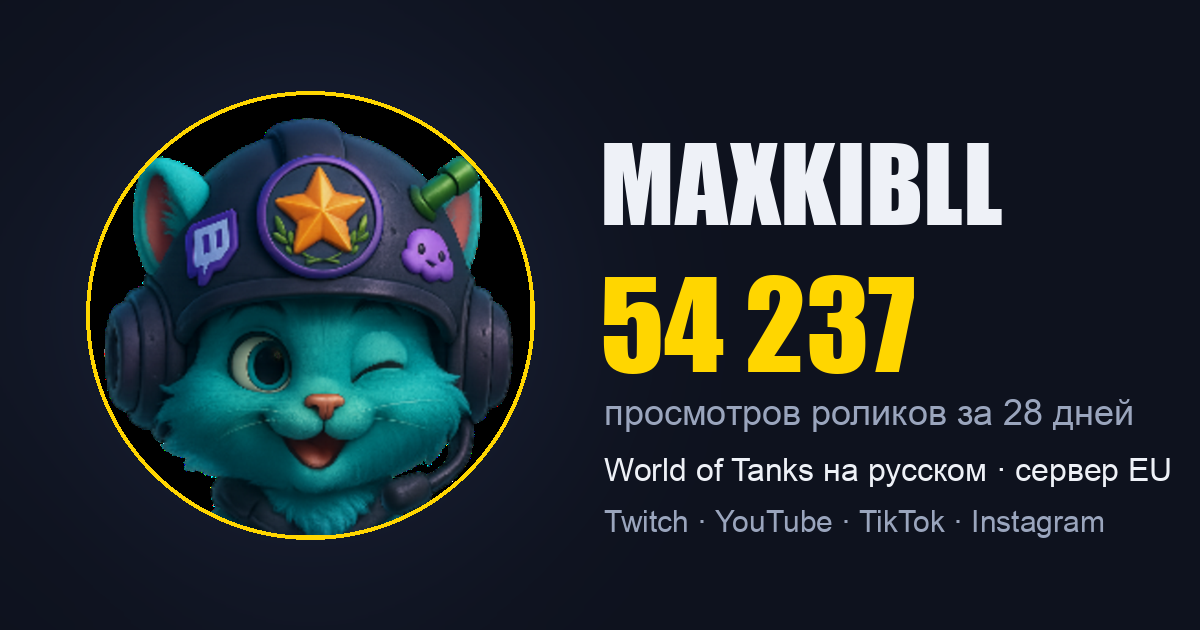 MAXKIBLL
54 237
просмотров роликов за 28 дней
World of Tanks на русском · сервер EU
Twitch · YouTube · TikTok · Instagram